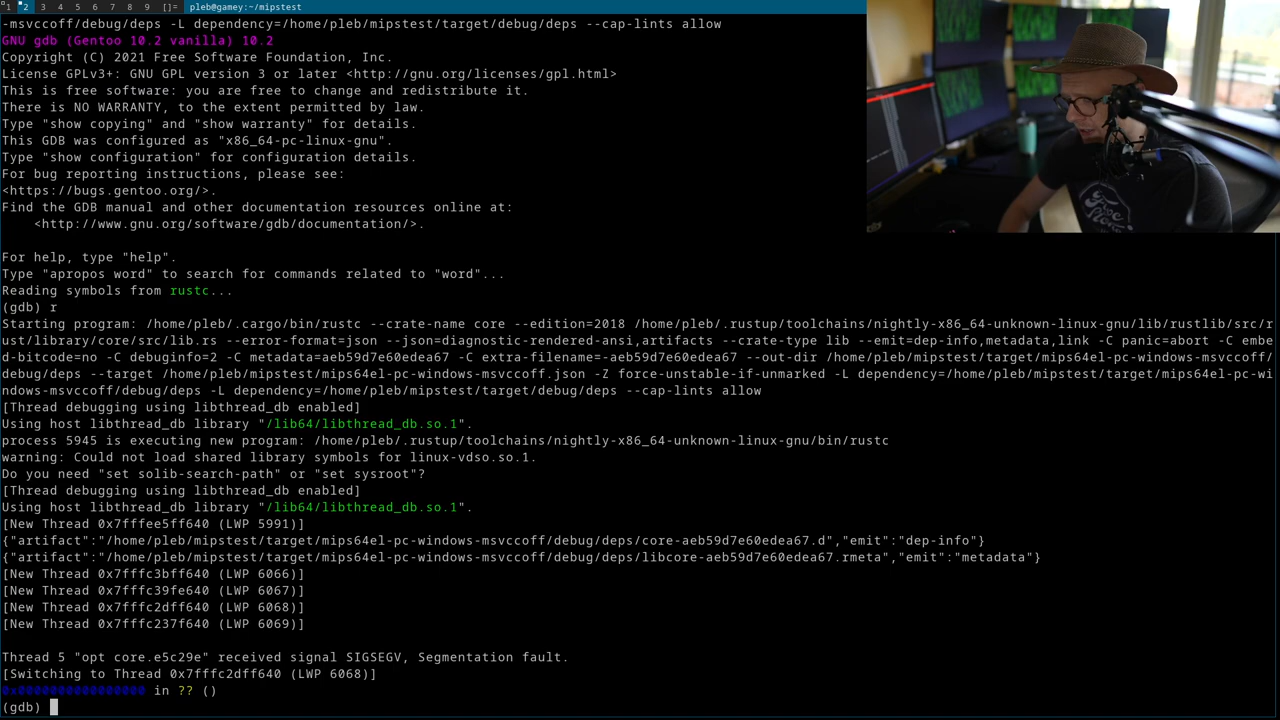 1 2 3 4 5 6 7 8 9 []= pleb@gamey:~/mipstest
-msvccoff/debug/deps -L dependency=/home/pleb/mipstest/target/debug/deps --cap-lints allow
GNU gdb (Gentoo 10.2 vanilla) 10.2
Copyright (C) 2021 Free Software Foundation, Inc.
License GPLv3+: GNU GPL version 3 or later <http://gnu.org/licenses/gpl.html>
This is free software: you are free to change and redistribute it.
There is NO WARRANTY, to the extent permitted by law.
Type "show copying" and "show warranty" for details.
This GDB was configured as "x86_64-pc-linux-gnu".
Type "show configuration" for configuration details.
For bug reporting instructions, please see:
<https://bugs.gentoo.org/>.
Find the GDB manual and other documentation resources online at:
<http://www.gnu.org/software/gdb/documentation/>.
For help, type "help".
Type "apropos word" to search for commands related to "word"...
Reading symbols from rustc...
(gdb) r
Starting program: /home/pleb/.cargo/bin/rustc --crate-name core --edition=2018 /home/pleb/.rustup/toolchains/nightly-x86_64-unknown-linux-gnu/lib/rustlib/src/r
ust/library/core/src/lib.rs --error-format=json --json=diagnostic-rendered-ansi,artifacts --crate-type lib --emit=dep-info,metadata,link -C panic=abort -C embe
d-bitcode=no -C debuginfo=2 -C metadata=aeb59d7e60edea67 -C extra-filename=-aeb59d7e60edea67 --out-dir /home/pleb/mipstest/target/mips64el-pc-windows-msvccoff/
debug/deps --target /home/pleb/mipstest/mips64el-pc-windows-msvccoff.json -Z force-unstable-if-unmarked -L dependency=/home/pleb/mipstest/target/mips64el-pc-wi
ndows-msvccoff/debug/deps -L dependency=/home/pleb/mipstest/target/debug/deps --cap-lints allow
[Thread debugging using libthread_db enabled]
Using host libthread_db library "/lib64/libthread_db.so.1".
process 5945 is executing new program: /home/pleb/.rustup/toolchains/nightly-x86_64-unknown-linux-gnu/bin/rustc
warning: Could not load shared library symbols for linux-vdso.so.1.
Do you need "set solib-search-path" or "set sysroot"?
[Thread debugging using libthread_db enabled]
Using host libthread_db library "/lib64/libthread_db.so.1".
[New Thread 0x7fffee5ff640 (LWP 5991)]
{"artifact":"/home/pleb/mipstest/target/mips64el-pc-windows-msvccoff/debug/deps/core-aeb59d7e60edea67.d","emit":"dep-info"}
{"artifact":"/home/pleb/mipstest/target/mips64el-pc-windows-msvccoff/debug/deps/libcore-aeb59d7e60edea67.rmeta","emit":"metadata"}
[New Thread 0x7fffc3bff640 (LWP 6066)]
[New Thread 0x7fffc39fe640 (LWP 6067)]
[New Thread 0x7fffc2dff640 (LWP 6068)]
[New Thread 0x7fffc237f640 (LWP 6069)]
Thread 5 "opt core.e5c29e" received signal SIGSEGV, Segmentation fault.
[Switching to Thread 0x7fffc2dff640 (LWP 6068)]
0x0000000000000000 in ?? ()
(gdb)